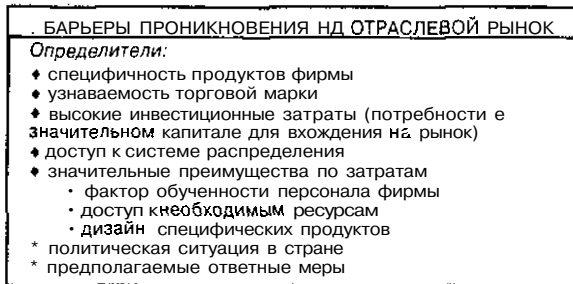 . БАРЬЕРЫ ПРОНИКНОВЕНИЯ НД ОТРАСЛЕВОЙ РЫНОК
Определители:
♦ специфичность продуктов фирмы
♦ узнаваемость торговой марки
♦ высокие инвестиционные затраты (потребности е
значительном капитале для вхождения на рынок)
♦ доступ к системе распределения
♦ значительные преимущества по затратам
• фактор обученности персонала фирмы
• доступ кнеобходимым ресурсам
• дизайн специфических продуктов
* политическая ситуация в стране
* предполагаемые ответные меры